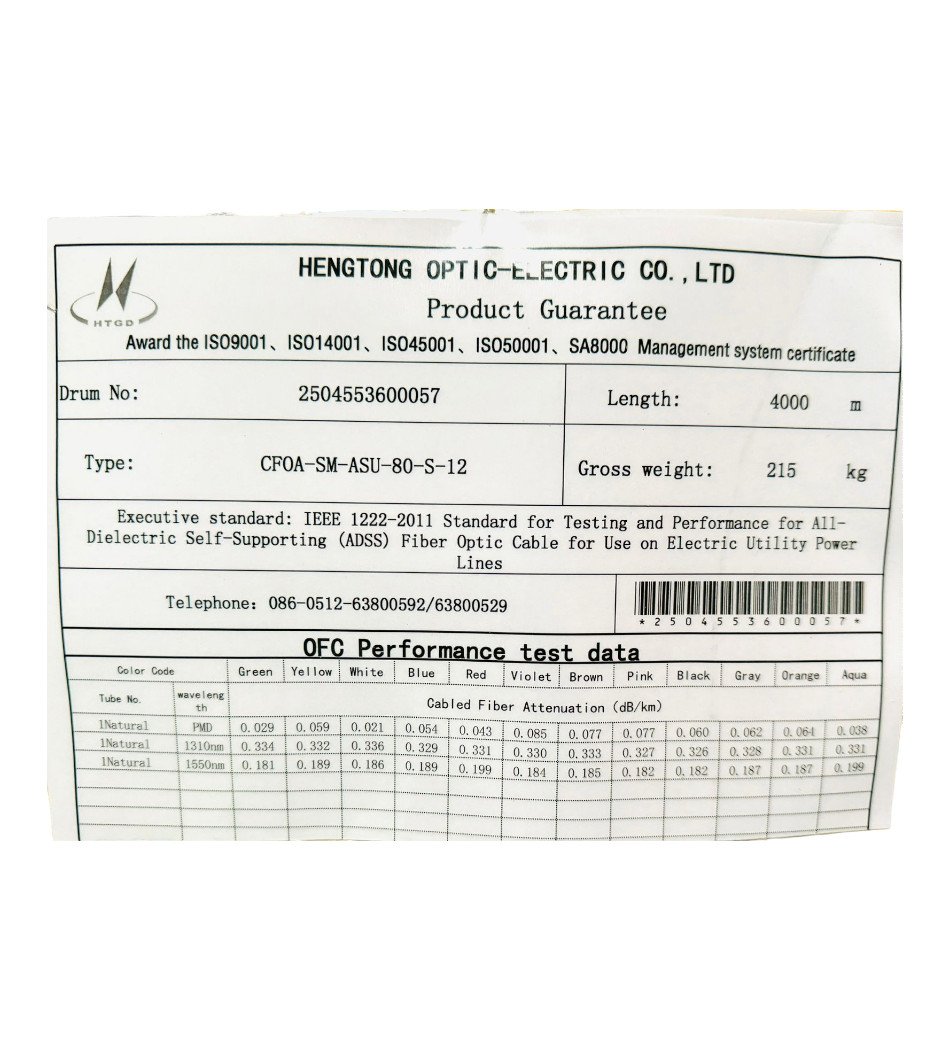 HTGD
HENGTONG OPTIC-ELECTRIC CO.,LTD
Product Guarantee
Award the ISO9001、ISO14001、ISO45001、ISO50001、SA8000 Management system certificate
Drum No: 2504553600057 Length: 4000 m
Type: CFOA-SM-ASU-80-S-12 Gross weight: 215 kg
Executive standard: IEEE 1222-2011 Standard for Testing and Performance for All-
Dielectric Self-Supporting (ADSS) Fiber Optic Cable for Use on Electric Utility Power
Lines
Telephone: 086-0512-63800592/63800529
*2504553600057*
OFC Performance test data
Color Code Green Yellow White Blue Red Violet Brown Pink Black Gray Orange Aqua
Tube No. waveleng
th Cabled Fiber Attenuation (dB/km)
1Natural PMD 0.029 0.059 0.021 0.054 0.043 0.085 0.077 0.077 0.060 0.062 0.064 0.038
1Natural 1310nm 0.334 0.332 0.336 0.329 0.331 0.330 0.333 0.327 0.326 0.328 0.331 0.331
1Natural 1550nm 0.181 0.189 0.186 0.189 0.199 0.184 0.185 0.182 0.182 0.187 0.187 0.199